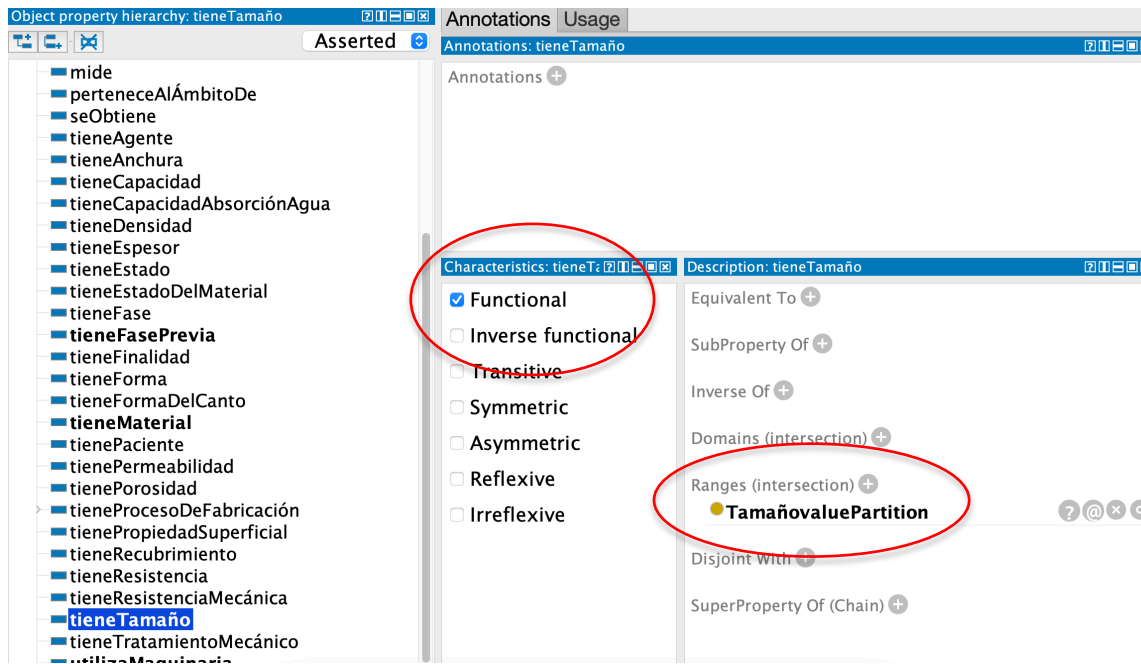 Object property hierarchy: tieneTamaño
Asserted
mide
perteneceAlÁmbitoDe
seObtiene
tieneAgente
tieneAnchura
tieneCapacidad
tieneCapacidadAbsorciónAgua
tieneDensidad
tieneEspesor
tieneEstado
tieneEstadoDelMaterial
tieneFase
tieneFasePrevia
tieneFinalidad
tieneForma
tieneFormaDelCanto
tieneMaterial
tienePaciente
tienePermeabilidad
tienePorosidad
tieneProcesoDeFabricación
tienePropiedadSuperficial
tieneRecubrimiento
tieneResistencia
tieneResistenciaMecánica
tieneTamaño
tieneTratamientoMecánico
utilizaMaquinaria
Annotations Usage
Annotations: tieneTamaño
Annotations
Characteristics: tieneTa
Functional
Inverse functional
Transitive
Symmetric
Asymmetric
Reflexive
Irreflexive
Description: tieneTamaño
Equivalent To
SubProperty Of
Inverse Of
Domains (intersection)
Ranges (intersection)
TamañovaluePartition
Disjoint With
SuperProperty Of (Chain)